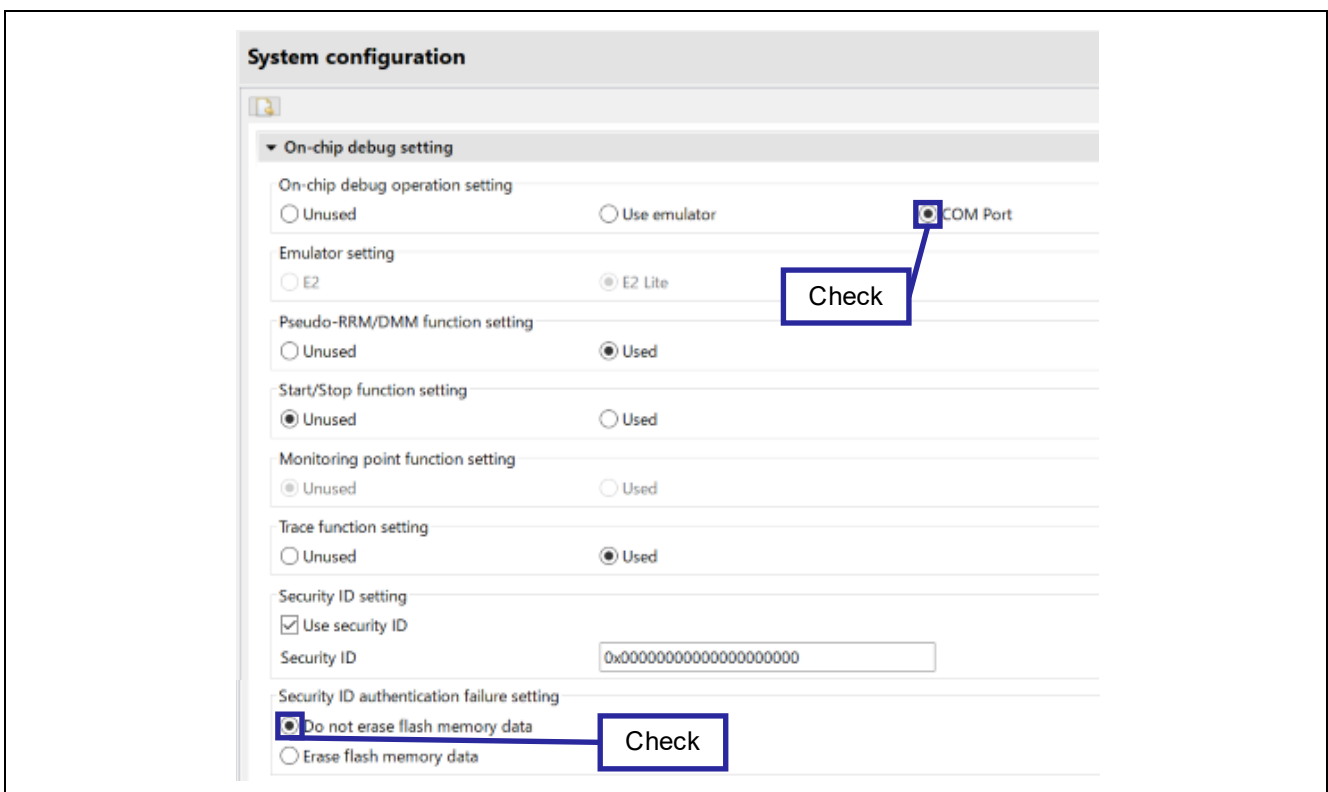 System configuration
On-chip debug setting
On-chip debug operation setting
Unused Use emulator COM Port
Emulator setting
E2 E2 Lite
Check
Pseudo-RRM/DMM function setting
Unused Used
Start/Stop function setting
Unused Used
Monitoring point function setting
Unused Used
Trace function setting
Unused Used
Security ID setting
Use security ID
Security ID 0x00000000000000000000
Security ID authentication failure setting
Do not erase flash memory data
Check
Erase flash memory data